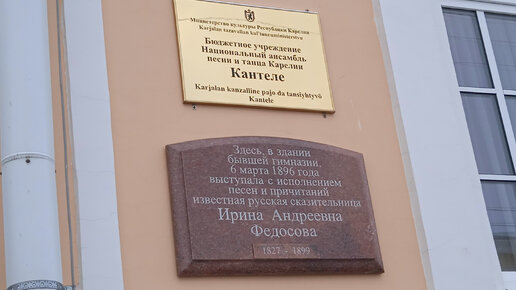 Министерство культуры Республики Карелия
Karjalan tazavallan kul'tuuruministerstvu
Бюджетное учреждение
Национальный ансамбль
песни и танца Карелии
Кантеле
Karjalan kanzalline pajo da tansiyhtyvö
Kantele
Здесь, в здании
бывшей гимназии,
6 марта 1896 года
выступала с исполнением
песен и причитаний
известная русская сказительница
Ирина Андреевна
Федосова
1827 - 1899